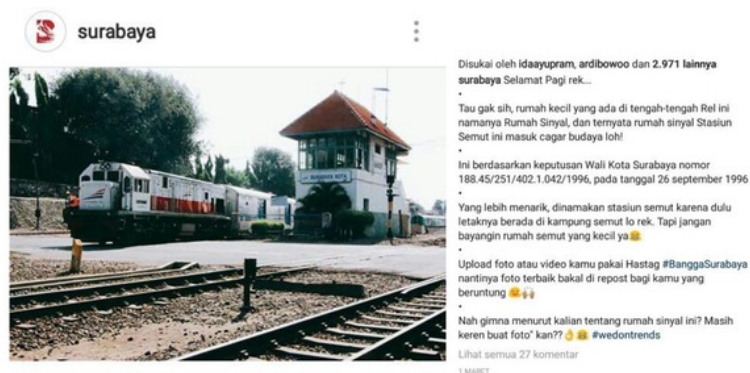 surabaya
SURABAYA KOTA
Disukai oleh idaayupram, ardibowoo dan 2.971 lainnya
surabaya Selamat Pagi rek...
•
Tau gak sih, rumah kecil yang ada di tengah-tengah Rel ini
namanya Rumah Sinyal, dan ternyata rumah sinyal Stasiun
Semut ini masuk cagar budaya loh!
•
Ini berdasarkan keputusan Wali Kota Surabaya nomor
188.45/251/402.1.042/1996, pada tanggal 26 september 1996
•
Yang lebih menarik, dinamakan stasiun semut karena dulu
letaknya berada di kampung semut lo rek. Tapi jangan
bayangin rumah semut yang kecil ya
•
Upload foto atau video kamu pakai Hastag #BanggaSurabaya
nantinya foto terbaik bakal di repost bagi kamu yang
beruntung
•
Nah gimna menurut kalian tentang rumah sinyal ini? Masih
keren buat foto" kan?? 👌 #wedontrends
Lihat semua 27 komentar
1 MARET